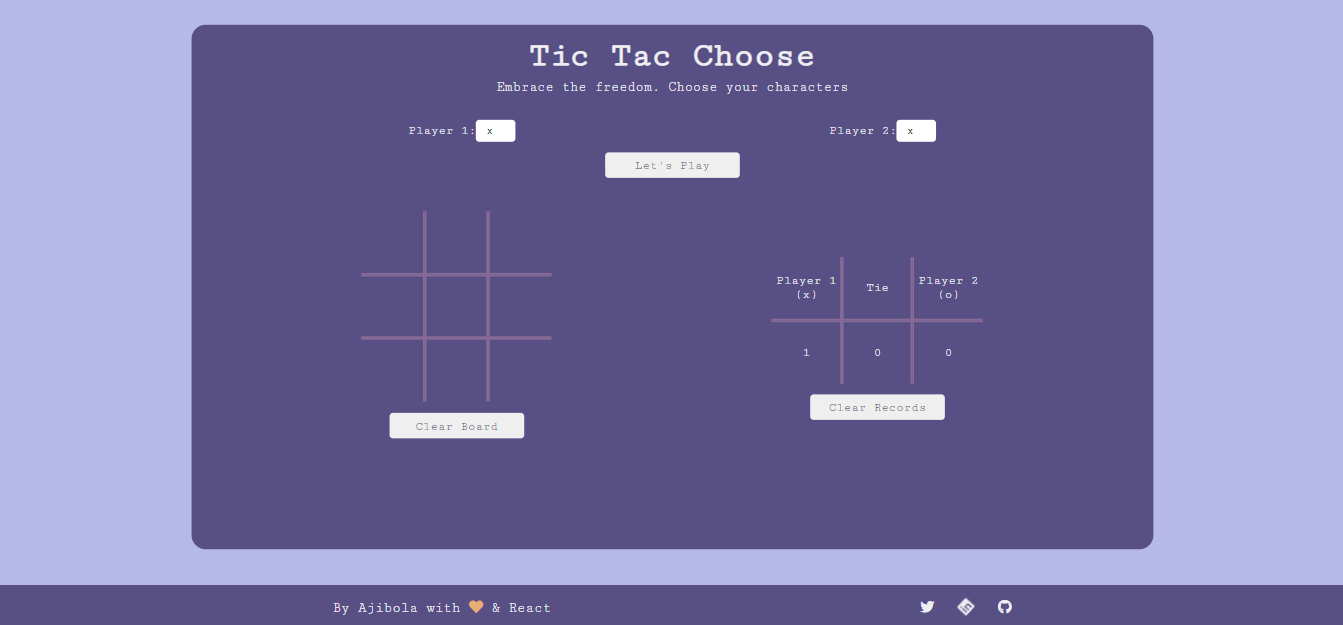 Tic Tac Choose
Embrace the freedom. Choose your characters
Player 1: x
Player 2: x
Let's Play
Player 1
(x)
Tie
Player 2
(o)
1 0 0
Clear Records
Clear Board
By Ajibola with 🧡 & React